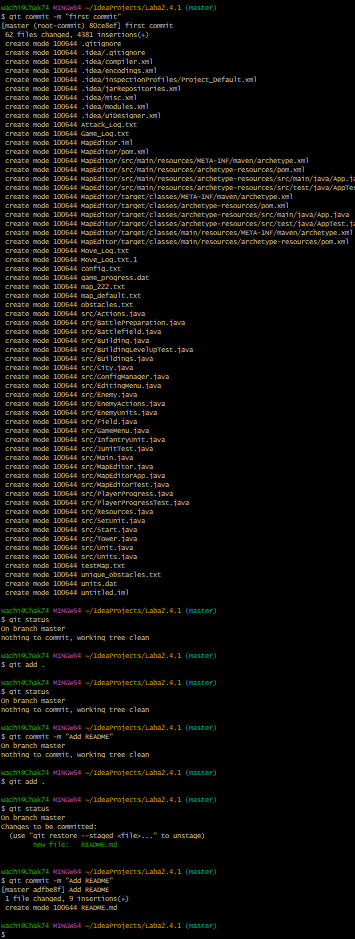 wachi@Chak74 MINGW64 ~/IdeaProjects/Laba2.4.1 (master)
$ git commit -m "first commit"
[master (root-commit) 80ce8ef] first commit
 62 files changed, 4381 insertions(+)
 create mode 100644 .gitignore
 create mode 100644 .idea/.gitignore
 create mode 100644 .idea/compiler.xml
 create mode 100644 .idea/encodings.xml
 create mode 100644 .idea/inspectionProfiles/Project_Default.xml
 create mode 100644 .idea/jarRepositories.xml
 create mode 100644 .idea/misc.xml
 create mode 100644 .idea/modules.xml
 create mode 100644 .idea/uiDesigner.xml
 create mode 100644 Attack_Log.txt
 create mode 100644 Game_Log.txt
 create mode 100644 MapEditor.iml
 create mode 100644 MapEditor/pom.xml
 create mode 100644 MapEditor/src/main/resources/META-INF/maven/archetype.xml
 create mode 100644 MapEditor/src/main/resources/archetype-resources/pom.xml
 create mode 100644 MapEditor/src/main/resources/archetype-resources/src/main/java/App.ja
 create mode 100644 MapEditor/src/main/resources/archetype-resources/src/test/java/AppTes
 create mode 100644 MapEditor/target/classes/META-INF/maven/archetype.xml
 create mode 100644 MapEditor/target/classes/archetype-resources/pom.xml
 create mode 100644 MapEditor/target/classes/archetype-resources/src/main/java/App.java
 create mode 100644 MapEditor/target/classes/archetype-resources/src/test/java/AppTest.ja
 create mode 100644 MapEditor/target/classes/main/resources/META-INF/maven/archetype.xml
 create mode 100644 MapEditor/target/classes/main/resources/archetype-resources/pom.xml
 create mode 100644 Move_Log.txt
 create mode 100644 Move_Log.txt.1
 create mode 100644 config.txt
 create mode 100644 game_progress.dat
 create mode 100644 map_222.txt
 create mode 100644 map_default.txt
 create mode 100644 obstacles.txt
 create mode 100644 src/Actions.java
 create mode 100644 src/BattlePreparation.java
 create mode 100644 src/Battlefield.java
 create mode 100644 src/Building.java
 create mode 100644 src/BuildingLevelUpTest.java
 create mode 100644 src/Buildings.java
 create mode 100644 src/City.java
 create mode 100644 src/ConfigManager.java
 create mode 100644 src/EditingMenu.java
 create mode 100644 src/Enemy.java
 create mode 100644 src/EnemyActions.java
 create mode 100644 src/EnemyUnits.java
 create mode 100644 src/Field.java
 create mode 100644 src/GameMenu.java
 create mode 100644 src/InfantryUnit.java
 create mode 100644 src/JunitTest.java
 create mode 100644 src/Main.java
 create mode 100644 src/MapEditor.java
 create mode 100644 src/MapEditorApp.java
 create mode 100644 src/MapEditorTest.java
 create mode 100644 src/PlayerProgress.java
 create mode 100644 src/PlayerProgressTest.java
 create mode 100644 src/Resources.java
 create mode 100644 src/SetUnit.java
 create mode 100644 src/Start.java
 create mode 100644 src/Tower.java
 create mode 100644 src/Unit.java
 create mode 100644 src/Units.java
 create mode 100644 testMap.txt
 create mode 100644 unique_obstacles.txt
 create mode 100644 units.dat
 create mode 100644 untitled.iml
wachi@Chak74 MINGW64 ~/IdeaProjects/Laba2.4.1 (master)
$ git status
On branch master
nothing to commit, working tree clean
wachi@Chak74 MINGW64 ~/IdeaProjects/Laba2.4.1 (master)
$ git add .
wachi@Chak74 MINGW64 ~/IdeaProjects/Laba2.4.1 (master)
$ git status
On branch master
nothing to commit, working tree clean
wachi@Chak74 MINGW64 ~/IdeaProjects/Laba2.4.1 (master)
$ git commit -m "Add README"
On branch master
nothing to commit, working tree clean
wachi@Chak74 MINGW64 ~/IdeaProjects/Laba2.4.1 (master)
$ git add .
wachi@Chak74 MINGW64 ~/IdeaProjects/Laba2.4.1 (master)
$ git status
On branch master
Changes to be committed:
  (use "git restore --staged <file>..." to unstage)
        new file:   README.md
wachi@Chak74 MINGW64 ~/IdeaProjects/Laba2.4.1 (master)
$ git commit -m "Add README"
[master adfbe8f] Add README
 1 file changed, 9 insertions(+)
 create mode 100644 README.md
wachi@Chak74 MINGW64 ~/IdeaProjects/Laba2.4.1 (master)
$